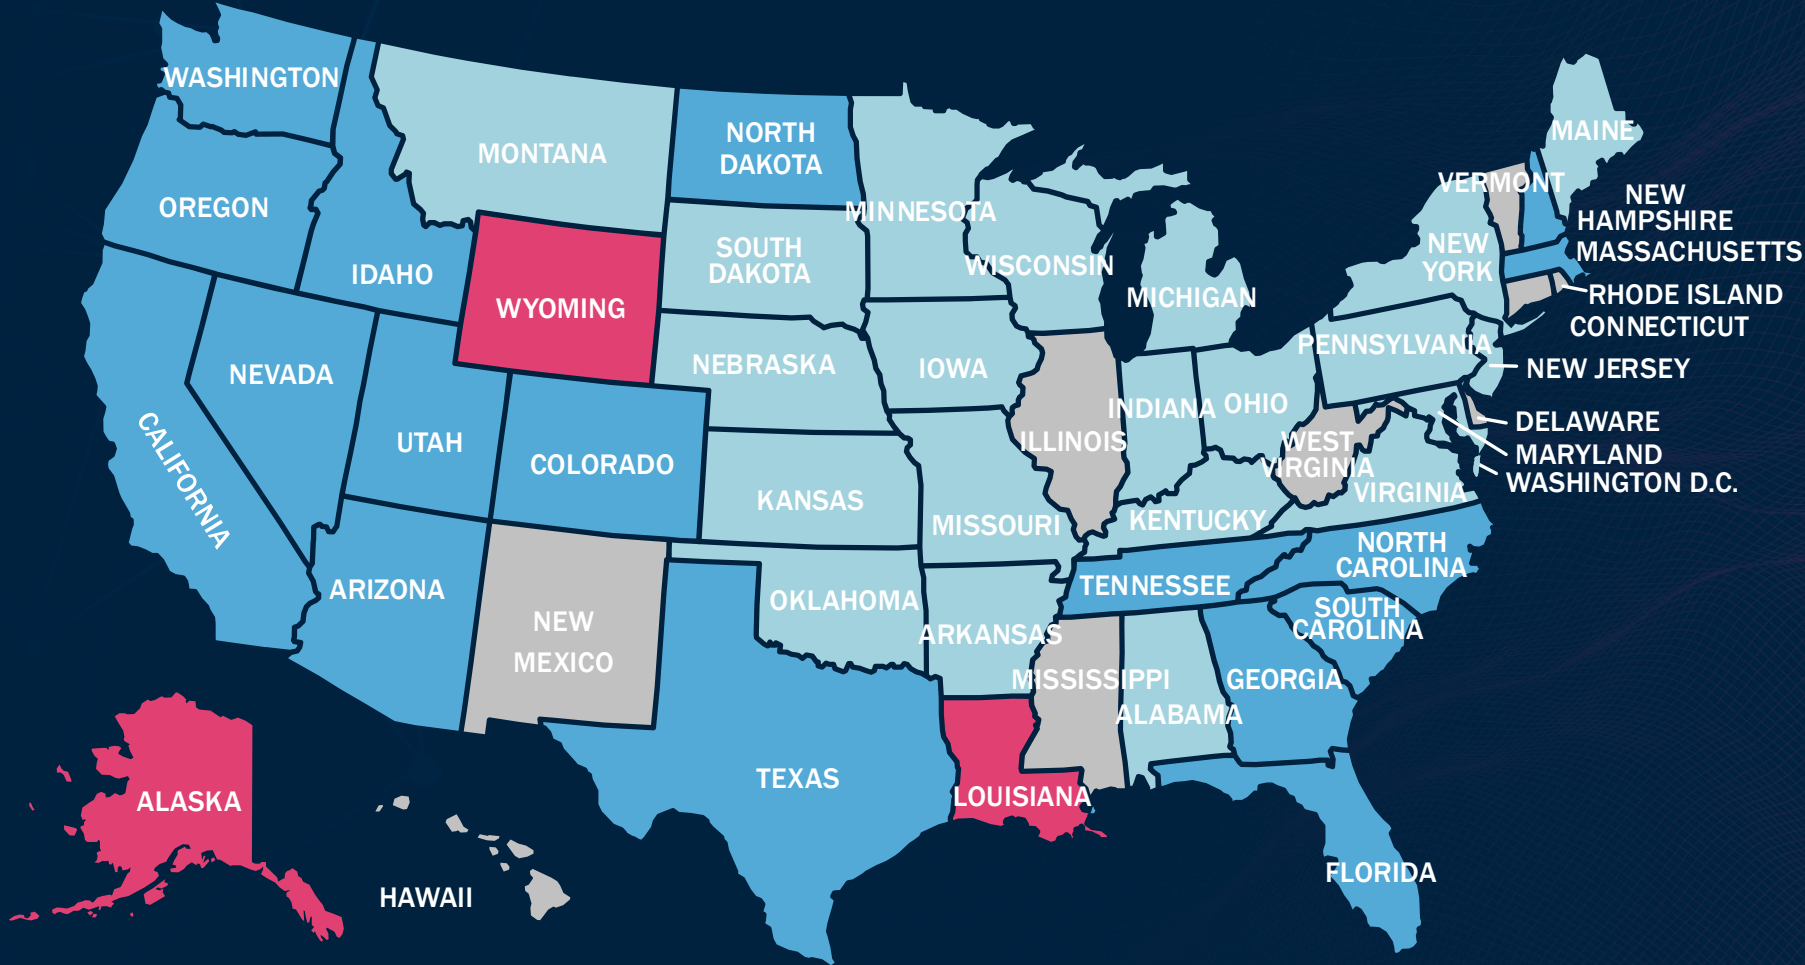 WASHINGTON
OREGON
CALIFORNIA
NEVADA
IDAHO
MONTANA
WYOMING
UTAH
COLORADO
ARIZONA
NEW
MEXICO
NORTH
DAKOTA
SOUTH
DAKOTA
NEBRASKA
KANSAS
OKLAHOMA
TEXAS
MINNESOTA
IOWA
MISSOURI
ARKANSAS
LOUISIANA
WISCONSIN
ILLINOIS
MICHIGAN
INDIANA
OHIO
KENTUCKY
TENNESSEE
MISSISSIPPI
ALABAMA
GEORGIA
FLORIDA
SOUTH
CAROLINA
NORTH
CAROLINA
VIRGINIA
WEST
VIRGINIA
PENNSYLVANIA
NEW
YORK
VERMONT
MAINE
NEW
HAMPSHIRE
MASSACHUSETTS
RHODE ISLAND
CONNECTICUT
NEW JERSEY
DELAWARE
MARYLAND
WASHINGTON D.C.
ALASKA
HAWAII